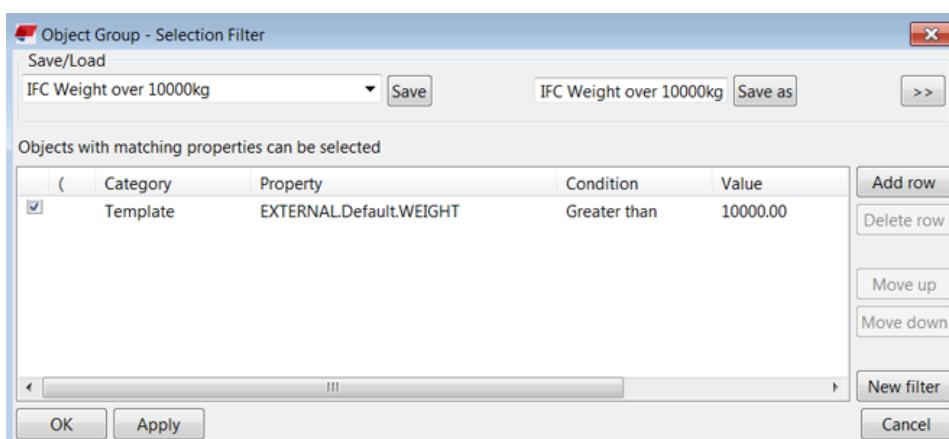 Object Group - Selection Filter
Save/Load
IFC Weight over 10000kg Save IFC Weight over 10000kg Save as >>
Objects with matching properties can be selected
( Category Property Condition Value Add row
Template EXTERNAL.Default.WEIGHT Greater than 10000.00
Delete row
Move up
Move down
New filter
OK Apply Cancel